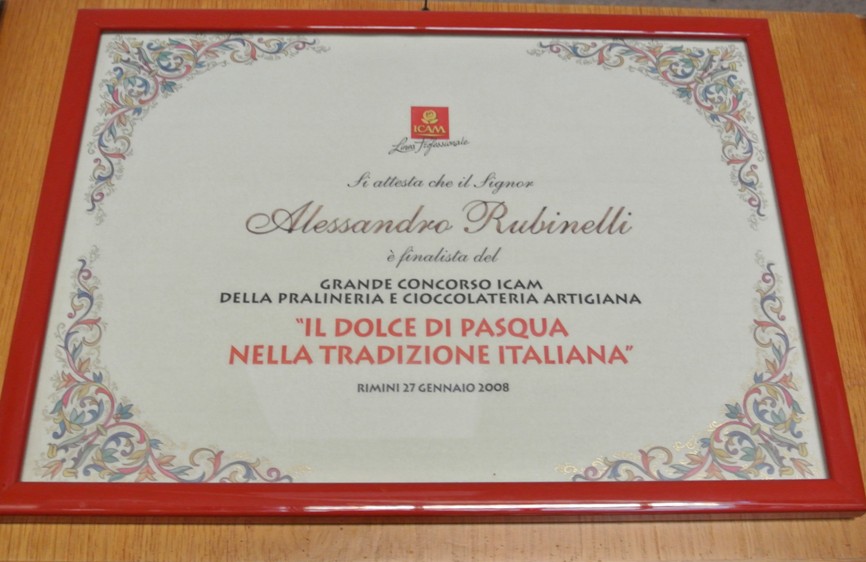 ICAM
Linea Professionale
Si attesta che il Signor
Alessandro Rubinelli
è finalista del
GRANDE CONCORSO ICAM
DELLA PRALINERIA E CIOCCOLATERIA ARTIGIANA
"IL DOLCE DI PASQUA
NELLA TRADIZIONE ITALIANA"
RIMINI 27 GENNAIO 2008